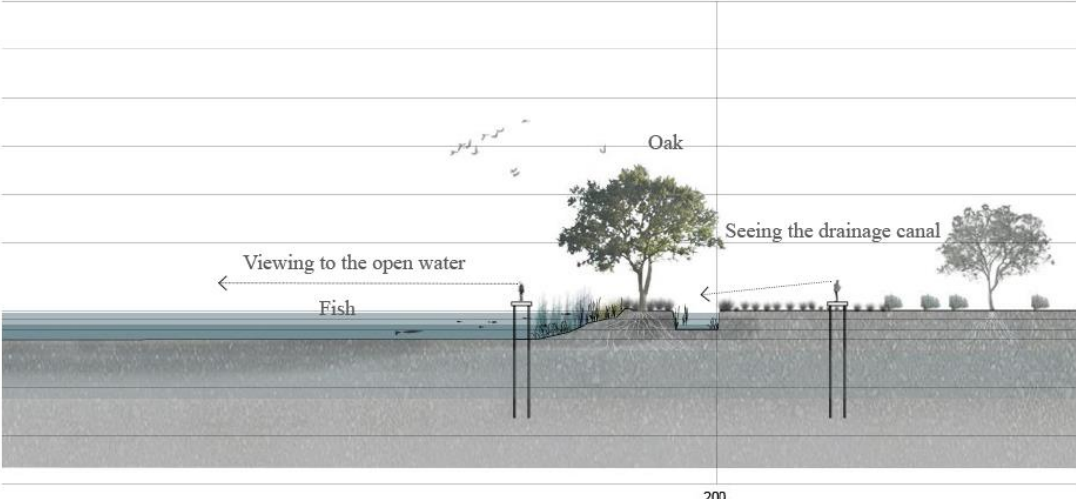 Oak
Seeing the drainage canal
Viewing to the open water
Fish
200